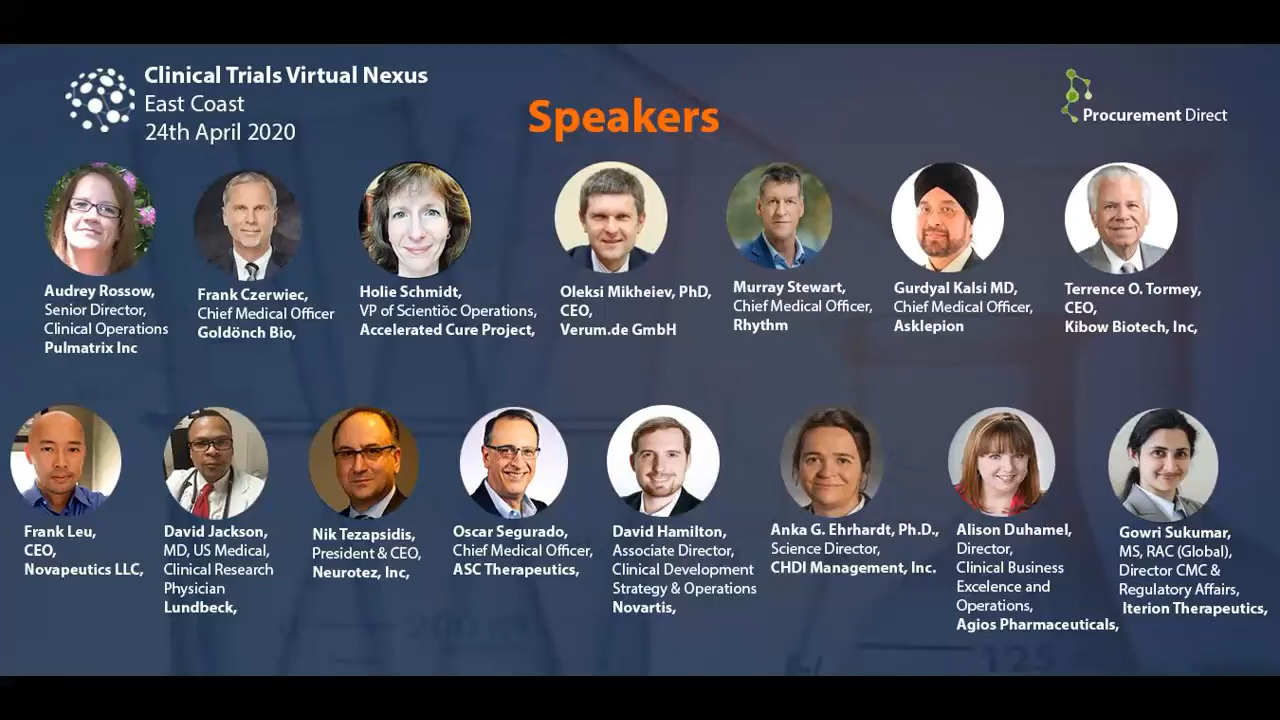 Clinical Trials Virtual Nexus
East Coast
24th April 2020
Speakers
Procurement Direct
Audrey Rossow,
Senior Director,
Clinical Operations
Pulmatrix Inc
Frank Czerwiec,
Chief Medical Officer
Goldönch Bio,
Holie Schmidt,
VP of Scientiöc Operations,
Accelerated Cure Project,
Oleksi Mikheiev, PhD,
CEO,
Verum.de GmbH
Murray Stewart,
Chief Medical Officer,
Rhythm
Gurdyal Kalsi MD,
Chief Medical Officer,
Asklepion
Terrence O. Tormey,
CEO,
Kibow Biotech, Inc,
Frank Leu,
CEO,
Novapeutics LLC,
David Jackson,
MD, US Medical,
Clinical Research
Physician
Lundbeck,
Nik Tezapsidis,
President & CEO,
Neurotez, Inc,
Oscar Segurado,
Chief Medical Officer,
ASC Therapeutics,
David Hamilton,
Associate Director,
Clinical Development
Strategy & Operations
Novartis,
Anka G. Ehrhardt, Ph.D.,
Science Director,
CHDI Management, Inc.
Alison Duhamel,
Director,
Clinical Business
Excelence and
Operations,
Agios Pharmaceuticals,
Gowri Sukumar,
MS, RAC (Global),
Director CMC &
Regulatory Affairs,
Iterion Therapeutics,
125